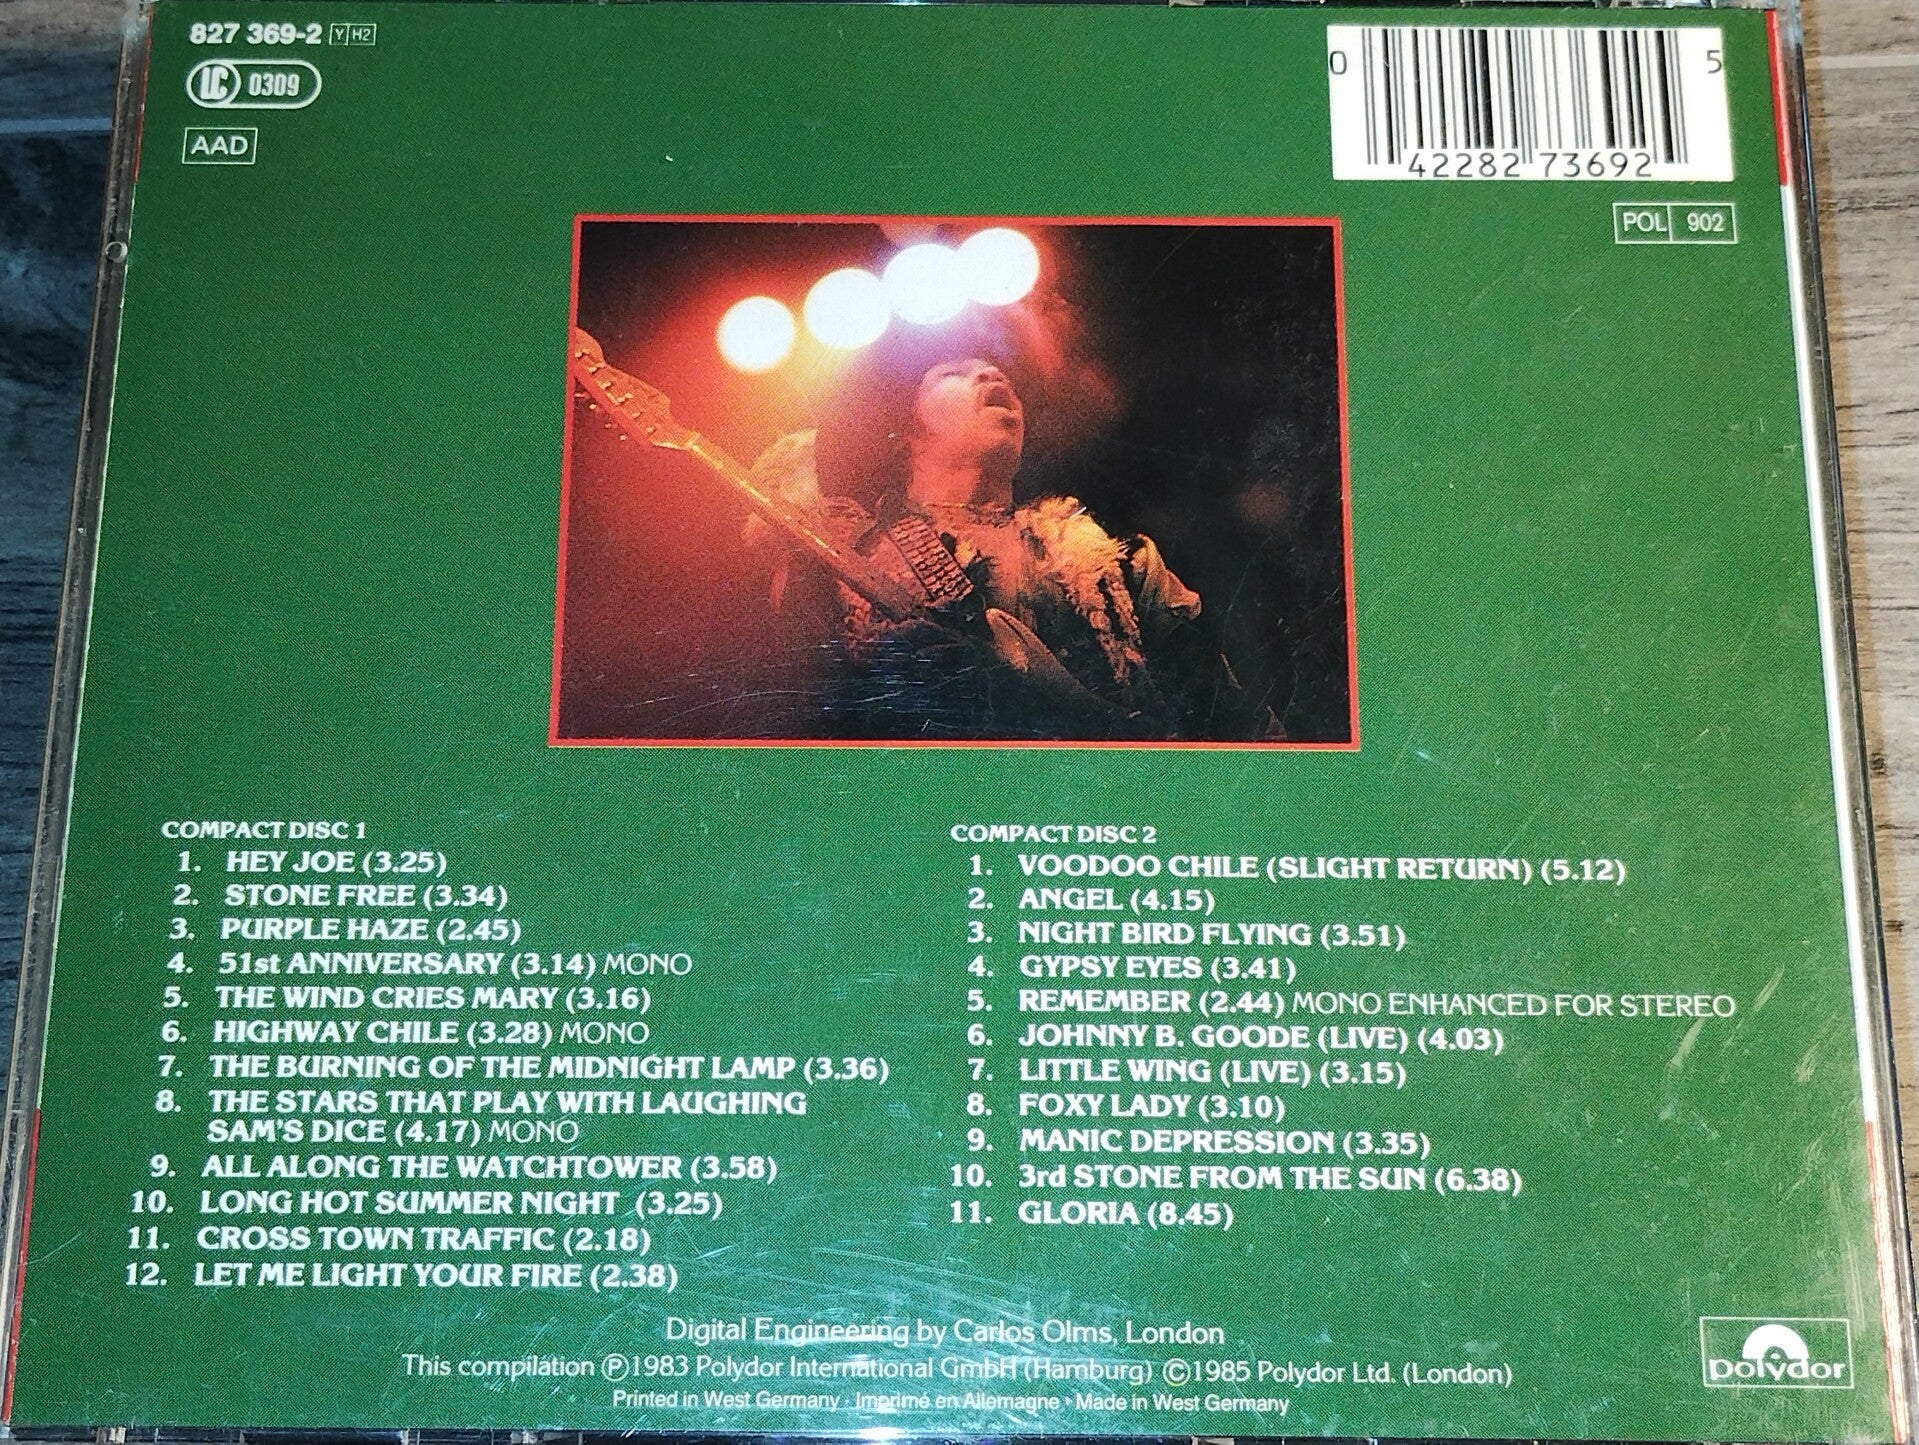 827 369-2 Y H2
LC 0309
AAD
0 42282 73692 5
POL 902
COMPACT DISC 1
1. HEY JOE (3.25)
2. STONE FREE (3.34)
3. PURPLE HAZE (2.45)
4. 51st ANNIVERSARY (3.14) MONO
5. THE WIND CRIES MARY (3.16)
6. HIGHWAY CHILE (3.28) MONO
7. THE BURNING OF THE MIDNIGHT LAMP (3.36)
8. THE STARS THAT PLAY WITH LAUGHING
SAM'S DICE (4.17) MONO
9. ALL ALONG THE WATCHTOWER (3.58)
10. LONG HOT SUMMER NIGHT (3.25)
11. CROSS TOWN TRAFFIC (2.18)
12. LET ME LIGHT YOUR FIRE (2.38)
COMPACT DISC 2
1. VOODOO CHILE (SLIGHT RETURN) (5.12)
2. ANGEL (4.15)
3. NIGHT BIRD FLYING (3.51)
4. GYPSY EYES (3.41)
5. REMEMBER (2.44) MONO ENHANCED FOR STEREO
6. JOHNNY B. GOODE (LIVE) (4.03)
7. LITTLE WING (LIVE) (3.15)
8. FOXY LADY (3.10)
9. MANIC DEPRESSION (3.35)
10. 3rd STONE FROM THE SUN (6.38)
11. GLORIA (8.45)
Digital Engineering by Carlos Olms, London
This compilation ℗1983 Polydor International GmbH (Hamburg) ©1985 Polydor Ltd. (London)
Printed in West Germany · Imprimé en Allemagne · Made in West Germany
polydor